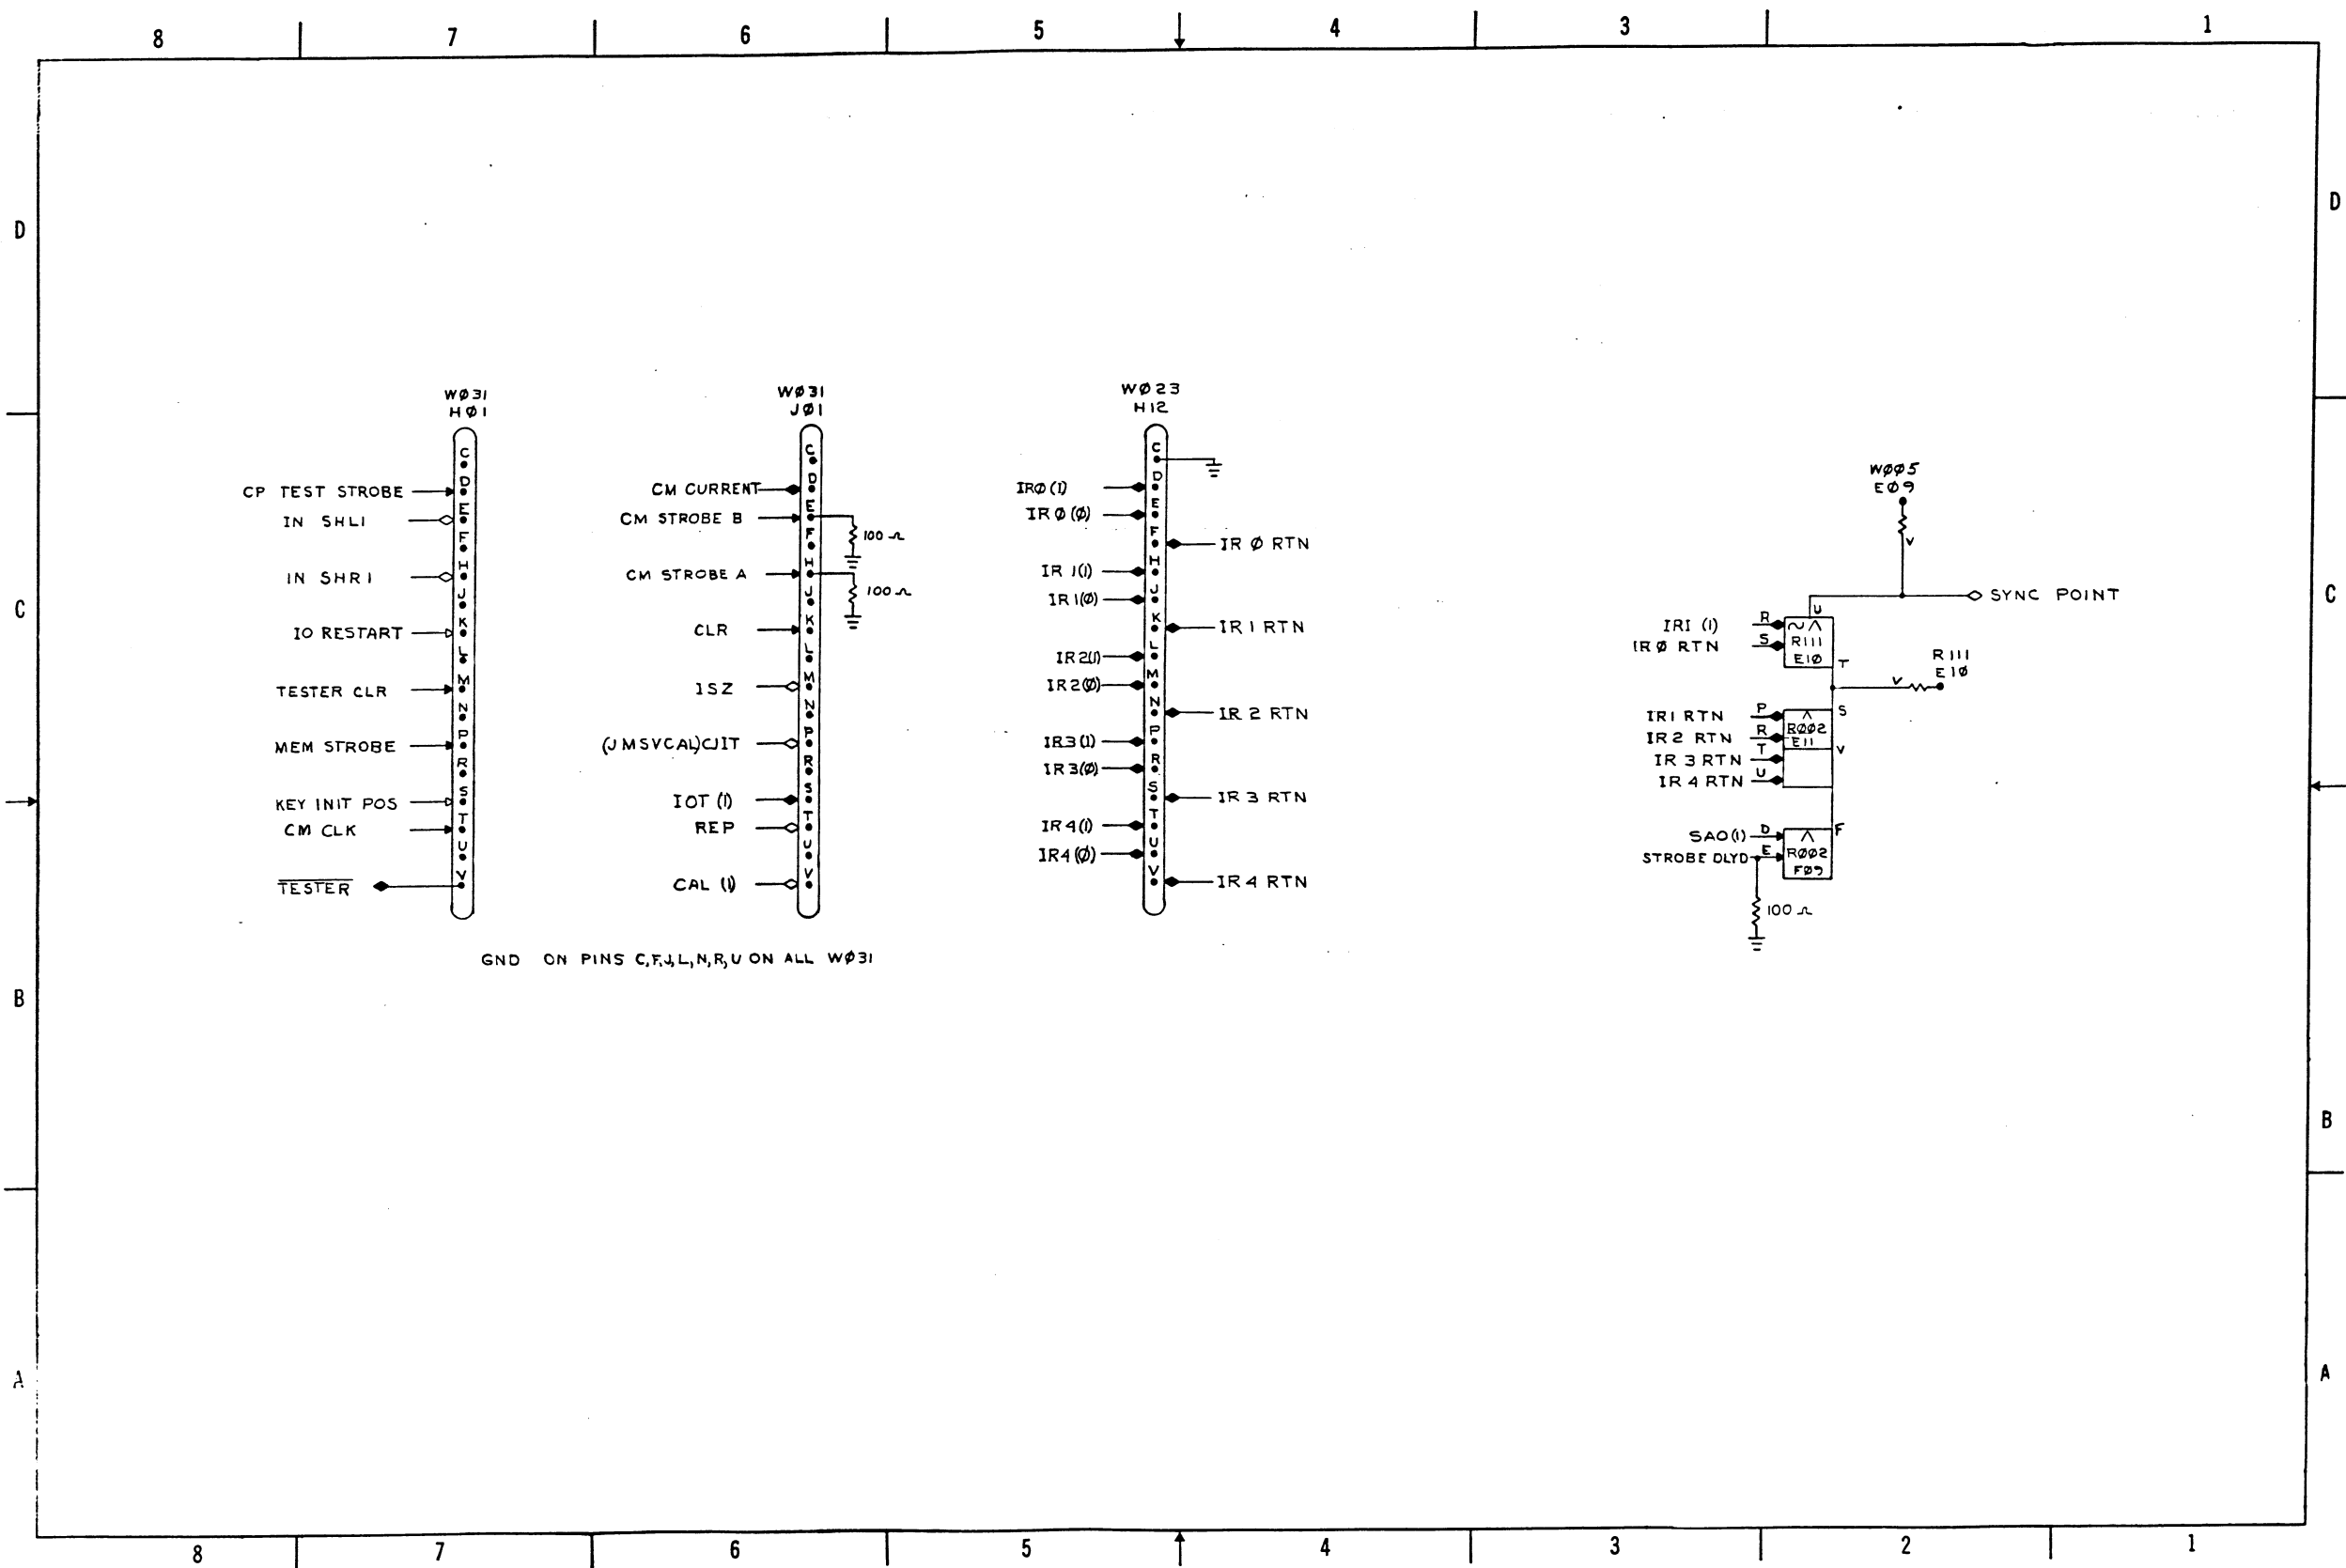 8 7 6 5 4 3 1
D D
C C
B B
A A
WØ31
HØ1
C
D
E
F
H
J
K
L
M
N
P
R
S
T
U
V
CP TEST STROBE
IN SHL1
IN SHR1
IO RESTART
TESTER CLR
MEM STROBE
KEY INIT POS
CM CLK
TESTER
WØ31
JØ1
C
D
E
F
H
J
K
L
M
N
P
R
S
T
U
V
CM CURRENT
CM STROBE B
100 Ω
CM STROBE A
100 Ω
CLR
ISZ
(JMSVCAL)CJIT
IOT (1)
REP
CAL (1)
GND ON PINS C,F,J,L,N,R,U ON ALL WØ31
WØ23
H12
C
D
E
F
H
J
K
L
M
N
P
R
S
T
U
V
IRØ (1)
IR Ø (Ø)
IR Ø RTN
IR 1(1)
IR1(Ø)
IR 1 RTN
IR2(1)
IR2(Ø)
IR 2 RTN
IR3(1)
IR3(Ø)
IR 3 RTN
IR4(1)
IR4(Ø)
IR 4 RTN
WØØ5
EØ9
V
SYNC POINT
U
IR1 (1) R ~ ∧
IR Ø RTN S R111
E1Ø
T
R111
E1Ø
V
IR1 RTN P ∧ S
IR 2 RTN R RØØ2
E11
IR 3 RTN T V
IR 4 RTN U
SAO(1) D ∧ F
STROBE DLYD E RØØ2
FØ9
100 Ω
8 7 6 5 4 3 2 1